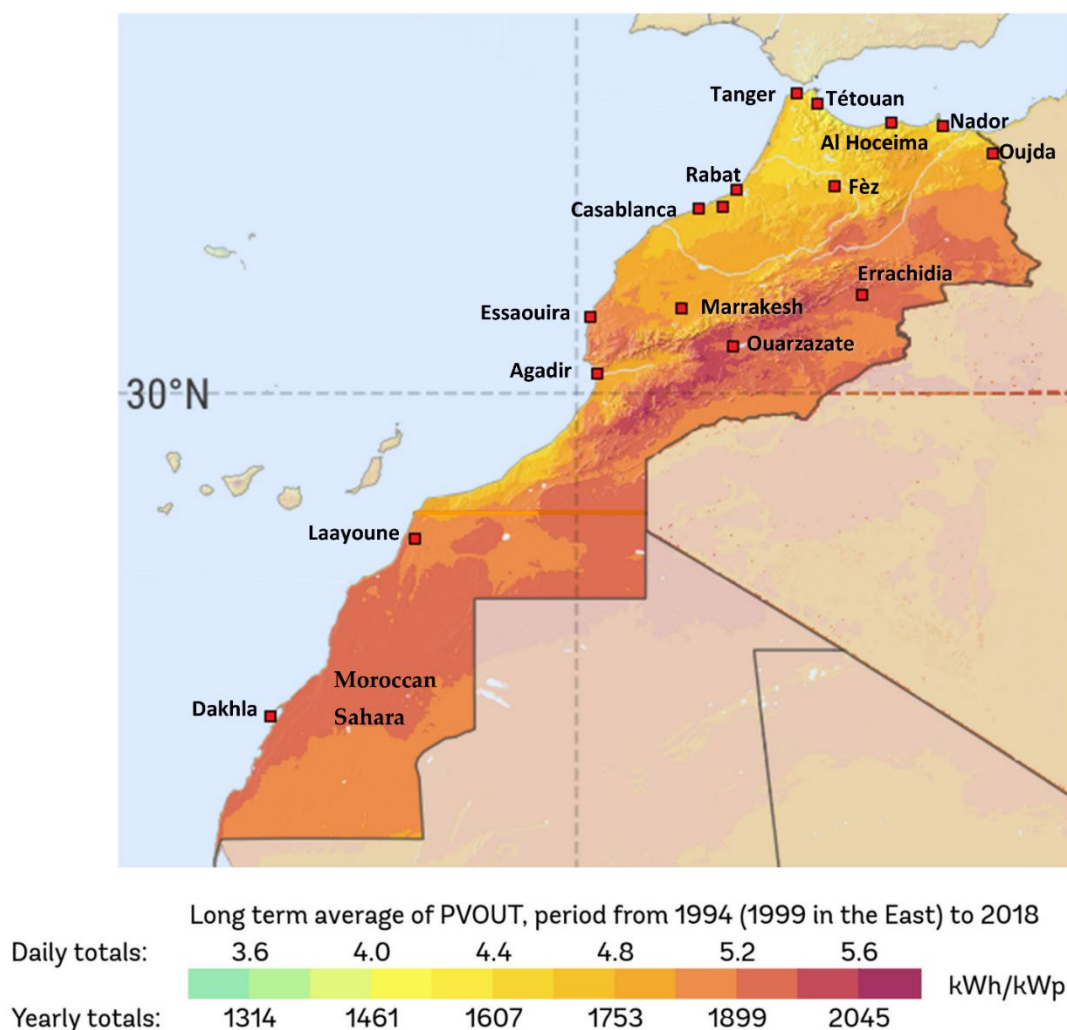 Tanger
Tétouan
Al Hoceima
Nador
Oujda
Rabat
Fèz
Casablanca
Errachidia
Essaouira
Marrakesh
Ouarzazate
Agadir
30°N
Laayoune
Moroccan
Sahara
Dakhla
Long term average of PVOUT, period from 1994 (1999 in the East) to 2018
Daily totals: 3.6 4.0 4.4 4.8 5.2 5.6
kWh/kWp
Yearly totals: 1314 1461 1607 1753 1899 2045